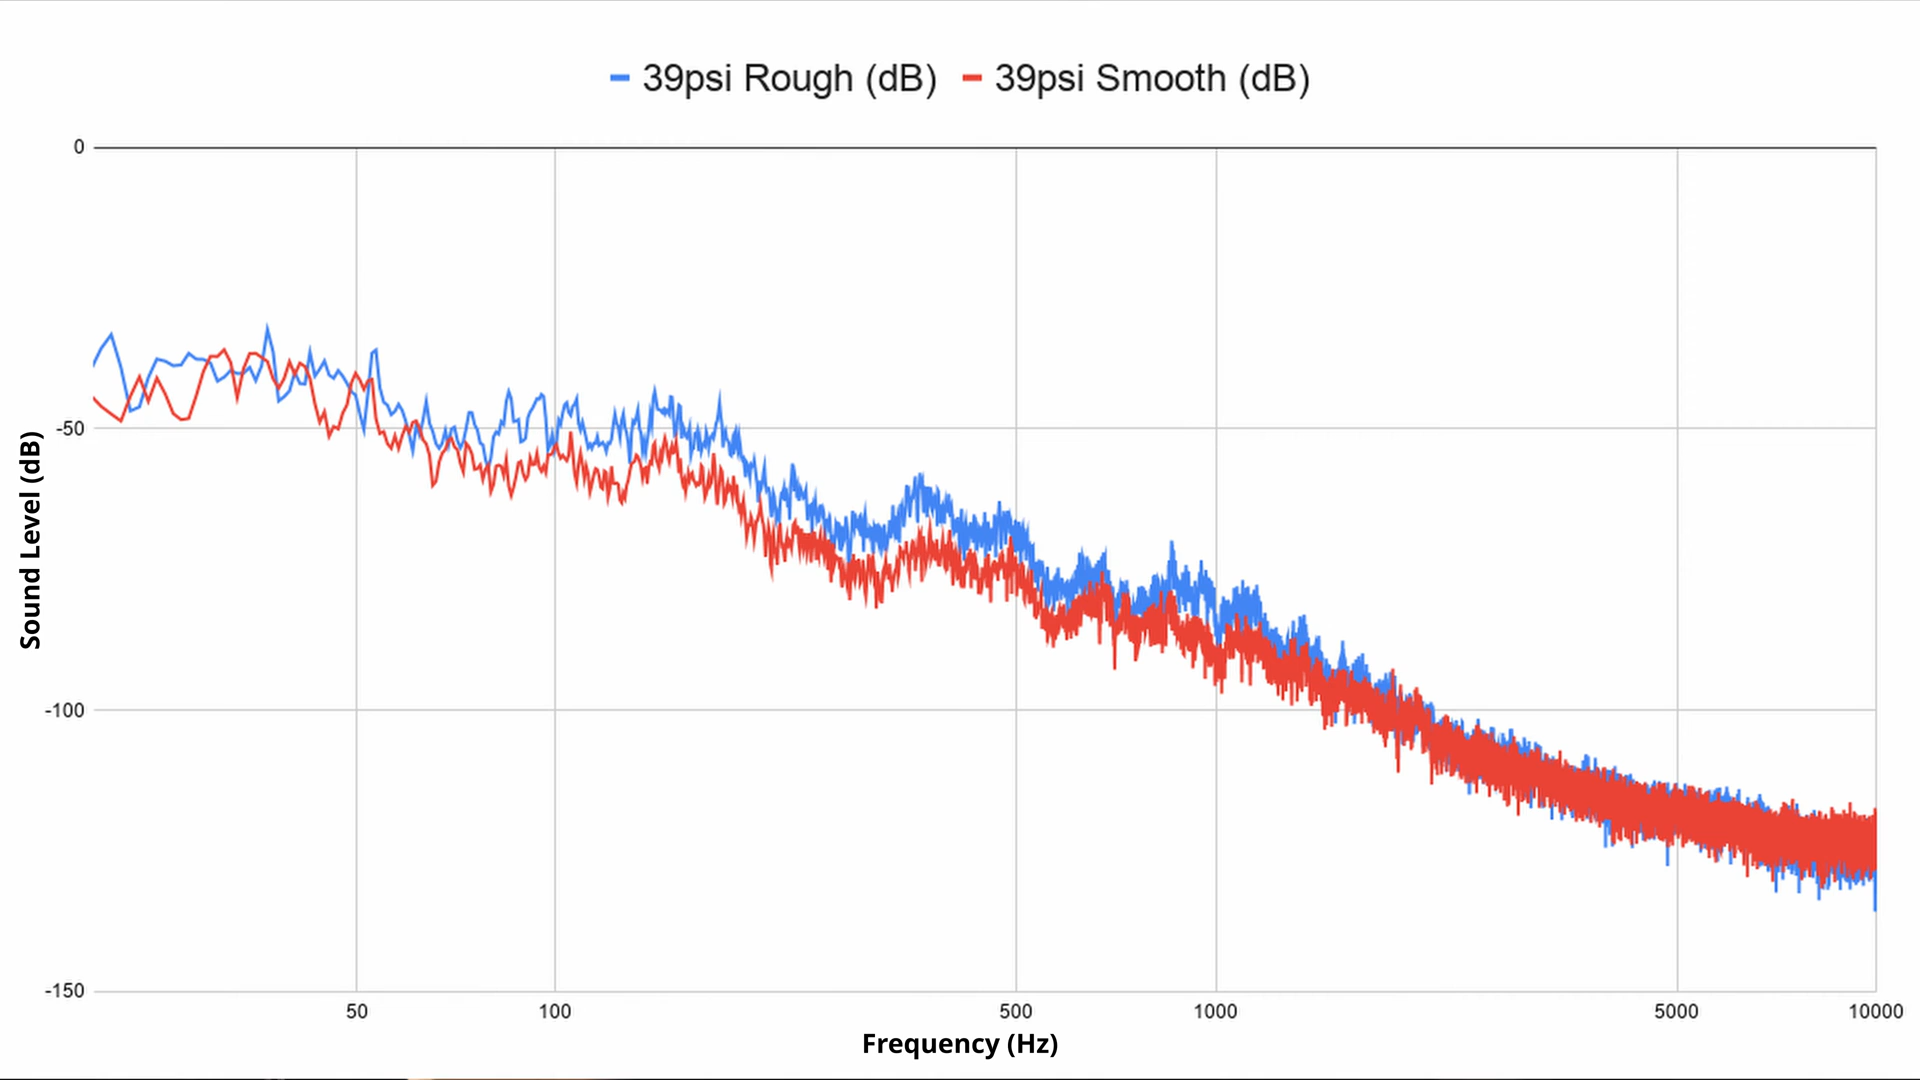 39psi Rough (dB) 39psi Smooth (dB)
0
-50
-100
-150
Sound Level (dB)
50 100 500 1000 5000 10000
Frequency (Hz)